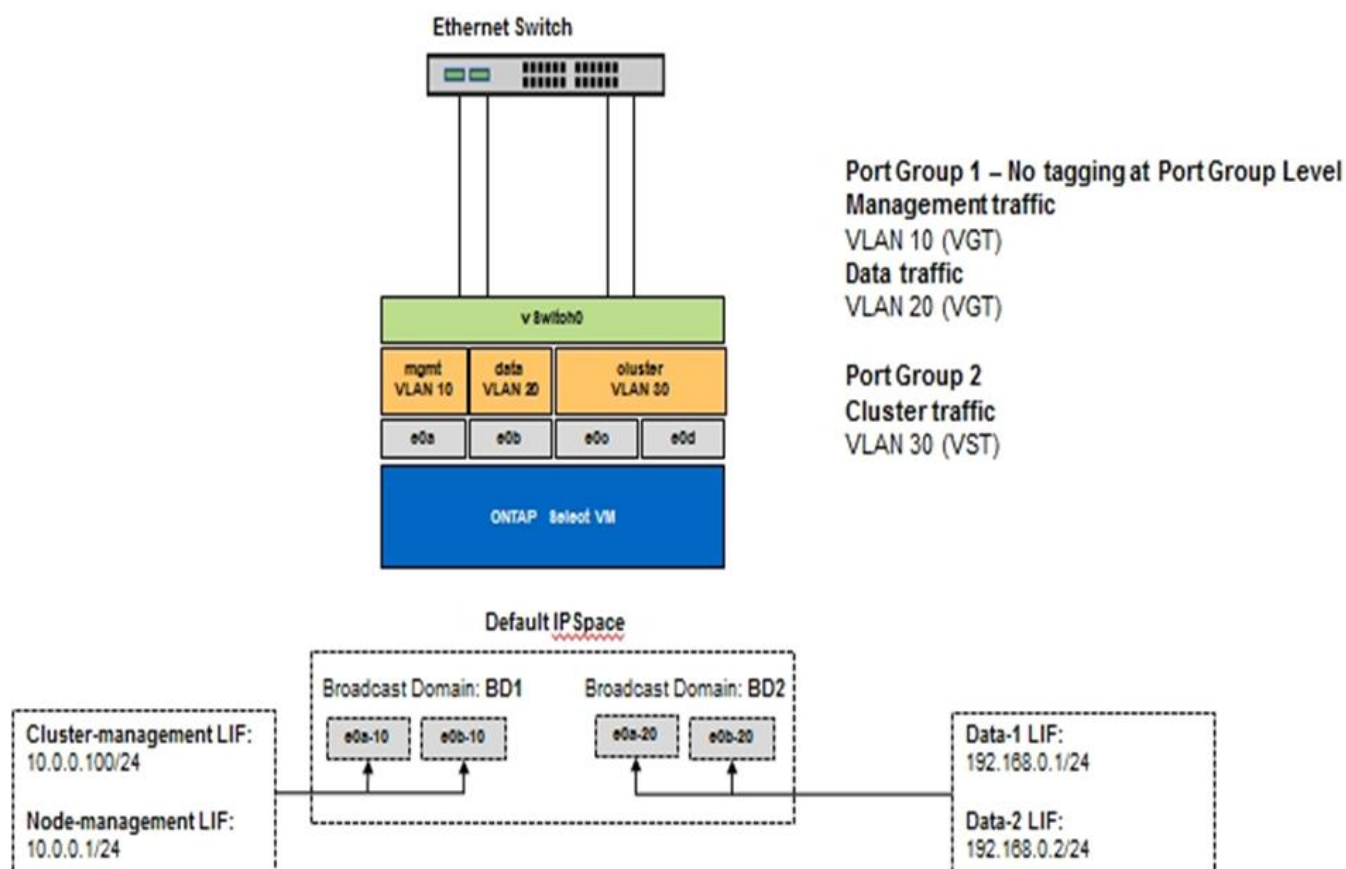 Ethernet Switch
Port Group 1 – No tagging at Port Group Level
Management traffic
VLAN 10 (VGT)
Data traffic
VLAN 20 (VGT)
Port Group 2
Cluster traffic
VLAN 30 (VST)
vSwitch0
mgmt
VLAN 10
data
VLAN 20
cluster
VLAN 30
e0a
e0b
e0c
e0d
ONTAP Select VM
Default IPSpace
Broadcast Domain: BD1
Broadcast Domain: BD2
e0a-10
e0b-10
e0a-20
e0b-20
Cluster-management LIF:
10.0.0.100/24
Node-management LIF:
10.0.0.1/24
Data-1 LIF:
192.168.0.1/24
Data-2 LIF:
192.168.0.2/24